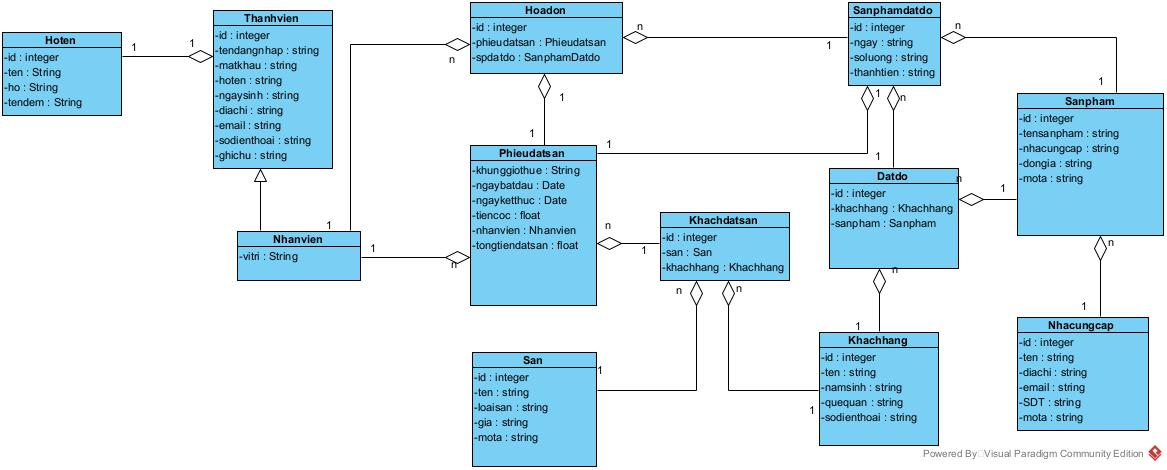 Hoten
-id : integer
-ten : String
-ho : String
-tendem : String
1
1
Thanhvien
-id : integer
-tendangnhap : string
-matkhau : string
-hoten : string
-ngaysinh : string
-diachi : string
-email : string
-sodienthoai : string
-ghichu : string
Nhanvien
-vitri : String
1
n
1
n
Hoadon
-id : integer
-phieudatsan : Phieudatsan
-spdatdo : SanphamDatdo
n
1
1
1
Phieudatsan
-khunggiothue : String
-ngaybatdau : Date
-ngayketthuc : Date
-tiencoc : float
-nhanvien : Nhanvien
-tongtiendatsan : float
1
1
n
1
Khachdatsan
-id : integer
-san : San
-khachhang : Khachhang
n
n
1
1
San
-id : integer
-ten : string
-loaisan : string
-gia : string
-mota : string
Sanphamdatdo
-id : integer
-ngay : string
-soluong : string
-thanhtien : string
n
1
n
1
Datdo
-id : integer
-khachhang : Khachhang
-sanpham : Sanpham
n
1
n
1
Khachhang
-id : integer
-ten : string
-namsinh : string
-quequan : string
-sodienthoai : string
Sanpham
-id : integer
-tensanpham : string
-nhacungcap : string
-dongia : string
-mota : string
n
1
Nhacungcap
-id : integer
-ten : string
-diachi : string
-email : string
-SDT : string
-mota : string
Powered By Visual Paradigm Community Edition